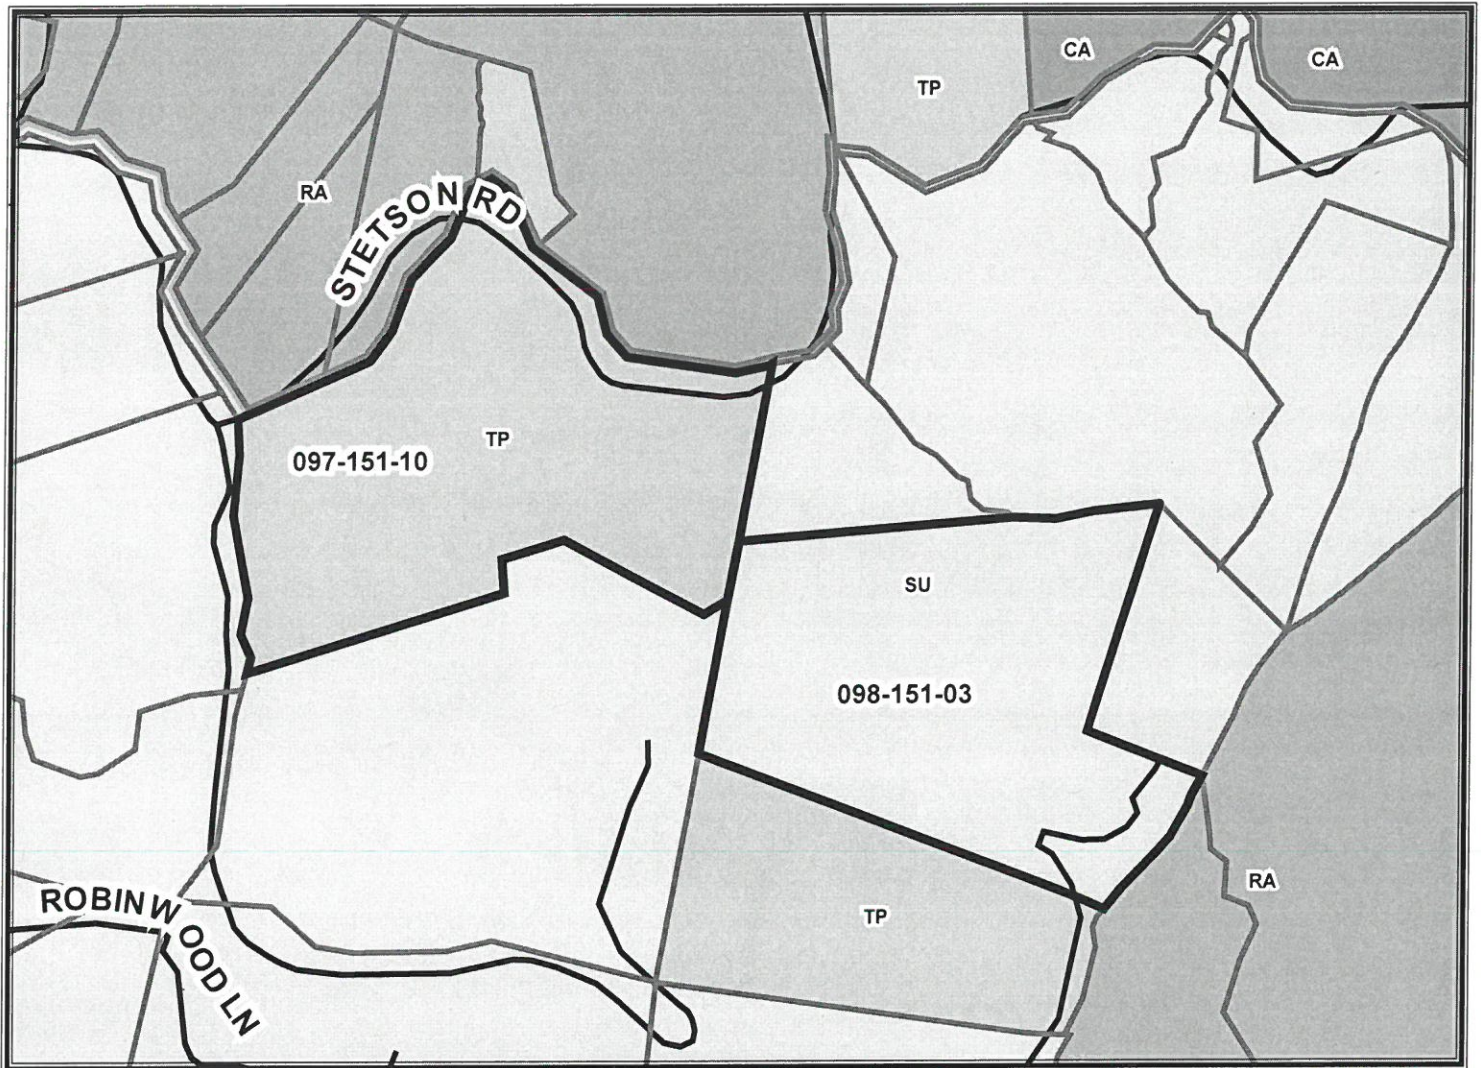 CA
CA
TP
RA
STETSON RD
TP
097-151-10
SU
098-151-03
RA
ROBINWOOD LN
TP